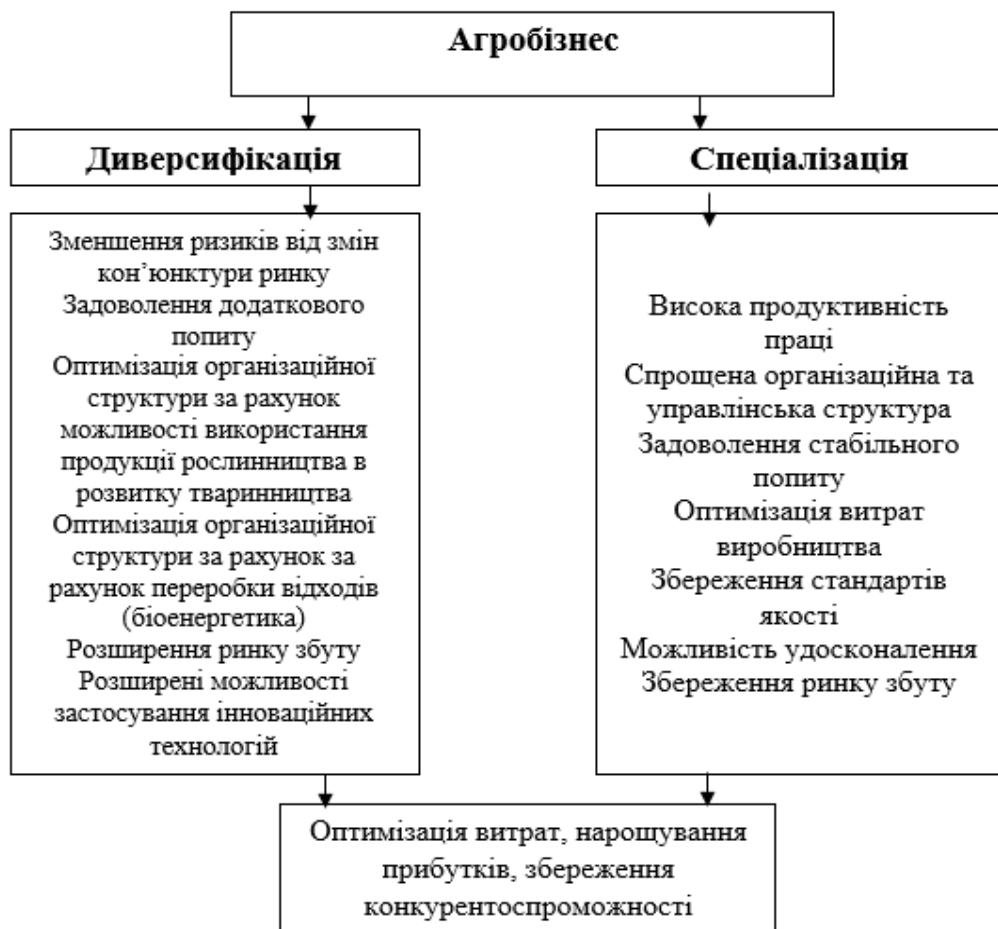 Агробізнес
Диверсифікація
Спеціалізація
Зменшення ризиків від змін
кон’юнктури ринку
Задоволення додаткового
попиту
Оптимізація організаційної
структури за рахунок
можливості використання
продукції рослинництва в
розвитку тваринництва
Оптимізація організаційної
структури за рахунок за
рахунок переробки відходів
(біоенергетика)
Розширення ринку збуту
Розширені можливості
застосування інноваційних
технологій
Висока продуктивність
праці
Спрощена організаційна та
управлінська структура
Задоволення стабільного
попиту
Оптимізація витрат
виробництва
Збереження стандартів
якості
Можливість удосконалення
Збереження ринку збуту
Оптимізація витрат, нарощування
прибутків, збереження
конкурентоспроможності